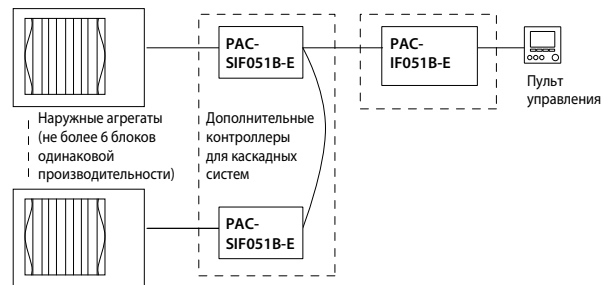 PAC-
SIF051B-E
PAC-
IF051B-E
Пульт
управления
Наружные агрегаты
(не более 6 блоков
одинаковой
производительности)
Дополнительные
контроллеры
для каскадных
систем
PAC-
SIF051B-E